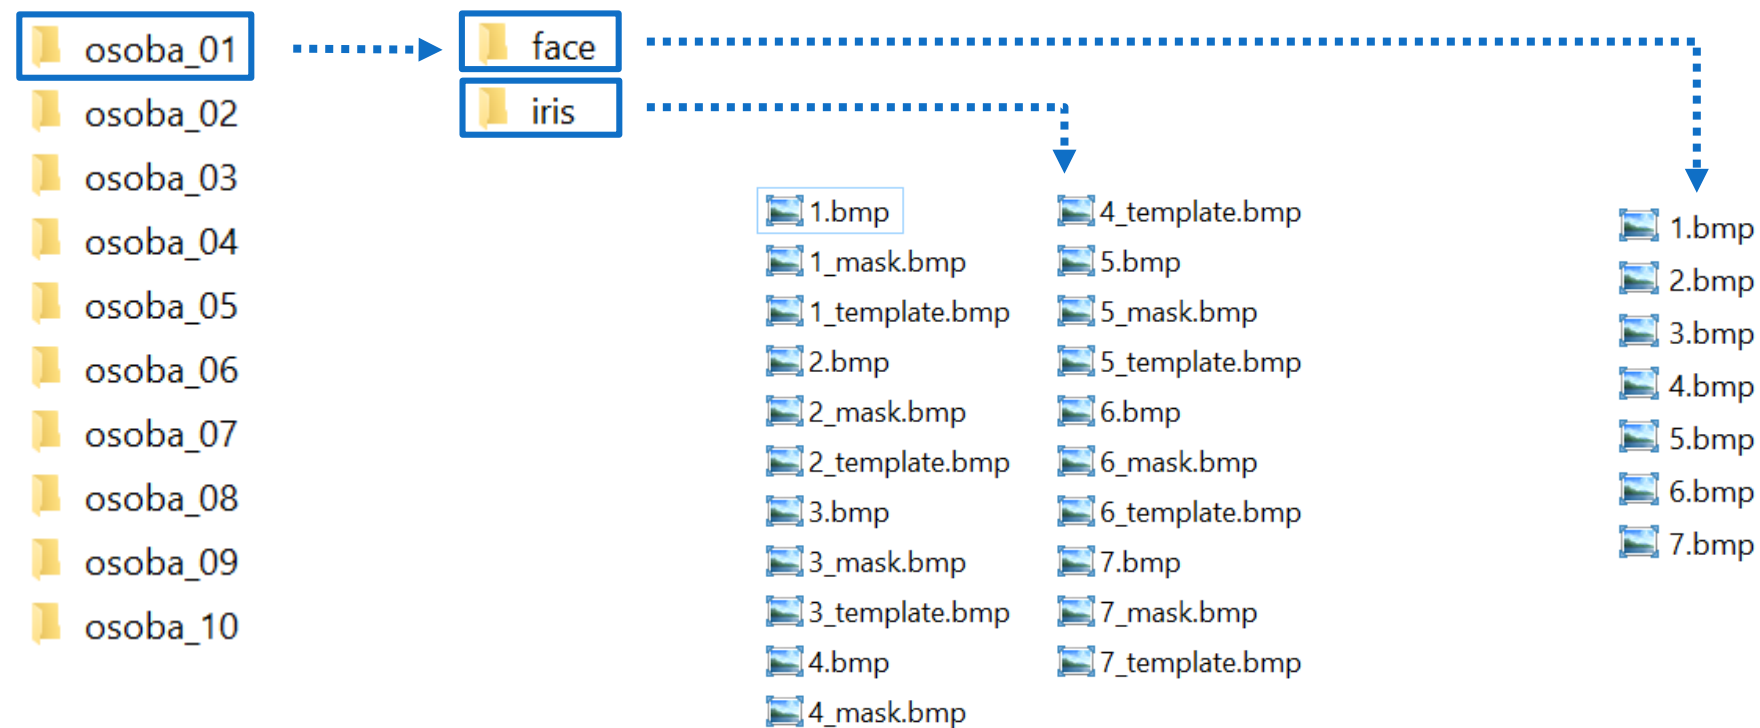 osoba_01
osoba_02
osoba_03
osoba_04
osoba_05
osoba_06
osoba_07
osoba_08
osoba_09
osoba_10
face
iris
1.bmp
1_mask.bmp
1_template.bmp
2.bmp
2_mask.bmp
2_template.bmp
3.bmp
3_mask.bmp
3_template.bmp
4.bmp
4_mask.bmp
4_template.bmp
5.bmp
5_mask.bmp
5_template.bmp
6.bmp
6_mask.bmp
6_template.bmp
7.bmp
7_mask.bmp
7_template.bmp
1.bmp
2.bmp
3.bmp
4.bmp
5.bmp
6.bmp
7.bmp